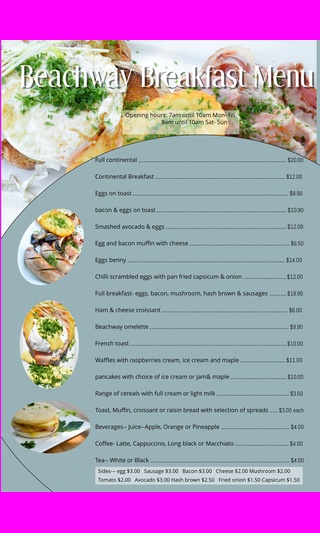 Beachway Breakfast Menu
Opening hours: 7am until 10am Mon- Fri
8am until 10am Sat- Sun
Full continental ........ $20.00
Continental Breakfast ........ $12.00
Eggs on toast ........ $8.90
bacon & eggs on toast ........ $10.90
Smashed avocado & eggs ........ $12.00
Egg and bacon muffin with cheese ........ $6.50
Eggs benny ........ $14.00
Chilli scrambled eggs with pan fried capsicum & onion ........ $12.00
Full breakfast- eggs, bacon, mushroom, hash brown & sausages ........ $18.90
Ham & cheese croissant ........ $6.00
Beachway omelette ........ $9.90
French toast ........ $10.00
Waffles with raspberries cream, ice cream and maple ........ $11.00
pancakes with choice of ice cream or jam& maple ........ $10.00
Range of cereals with full cream or light milk ........ $3.50
Toast, Muffin, croissant or raisin bread with selection of spreads ..... $3.00 each
Beverages-- Juice--Apple, Orange or Pineapple ........ $4.00
Coffee- Latte, Cappuccino, Long black or Macchiato ........ $4.00
Tea-- White or Black ........ $4.00
Sides--- egg $3.00 Sausage $3.00 Bacon $3.00 Cheese $2.00 Mushroom $2.00
Tomato $2.00 Avocado $3.00 Hash brown $2.50 Fried onion $1.50 Capsicum $1.50